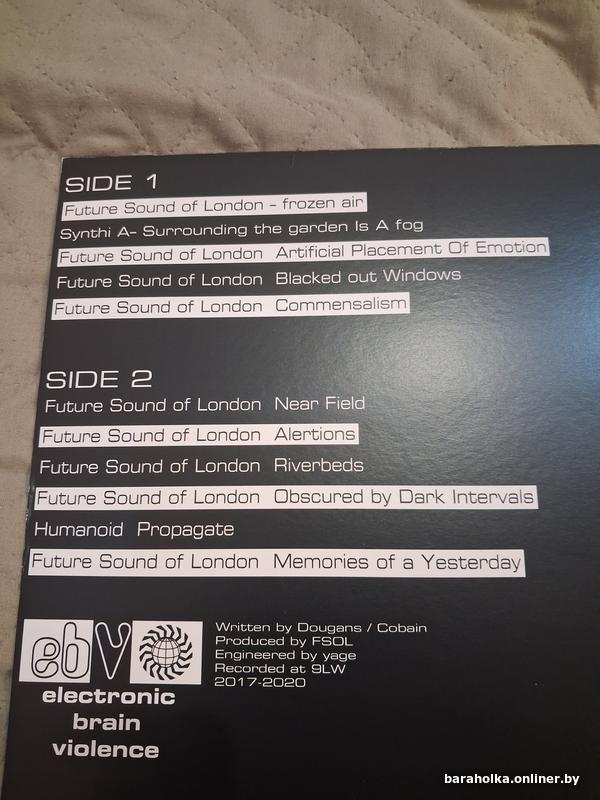 SIDE 1
Future Sound of London - frozen air
Synthi A- Surrounding the garden Is A fog
Future Sound of London Artificial Placement Of Emotion
Future Sound of London Blacked out Windows
Future Sound of London Commensalism
SIDE 2
Future Sound of London Near Field
Future Sound of London Alertions
Future Sound of London Riverbeds
Future Sound of London Obscured by Dark Intervals
Humanoid Propagate
Future Sound of London Memories of a Yesterday
ebv
electronic
brain
violence
Written by Dougans / Cobain
Produced by FSOL
Engineered by yage
Recorded at 9LW
2017-2020
baraholka.onliner.by